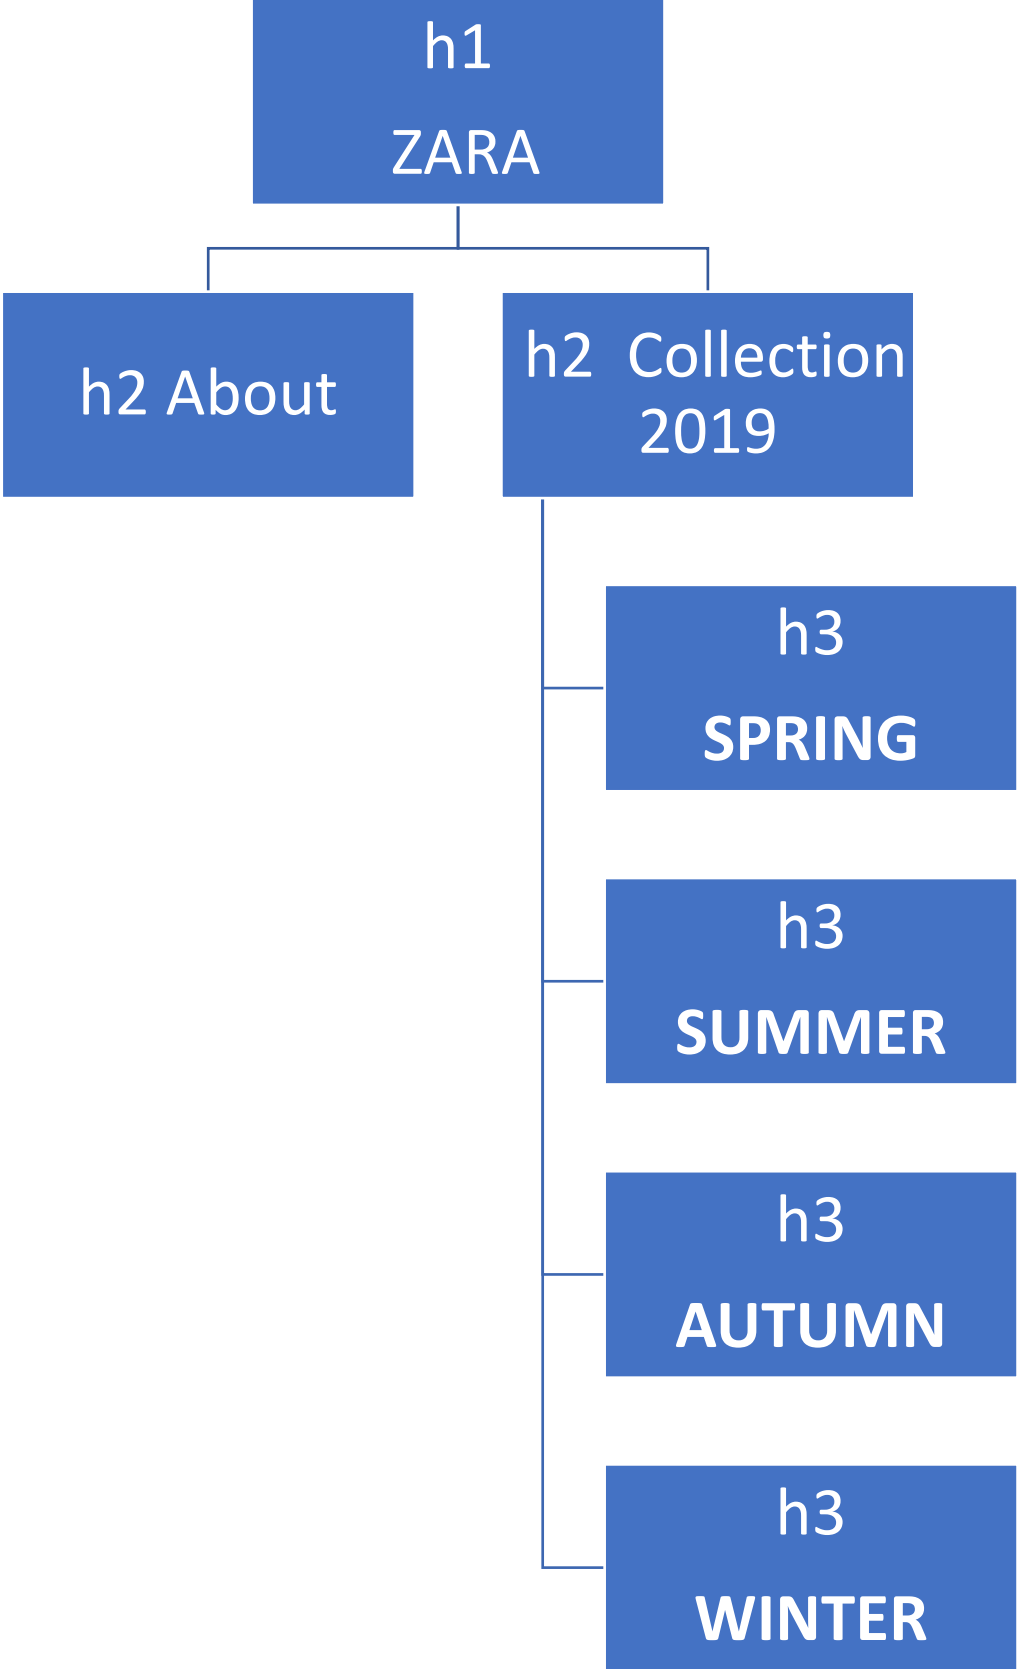 h1
ZARA
h2 About
h2  Collection
2019
h3
SPRING
h3
SUMMER
h3
AUTUMN
h3
WINTER